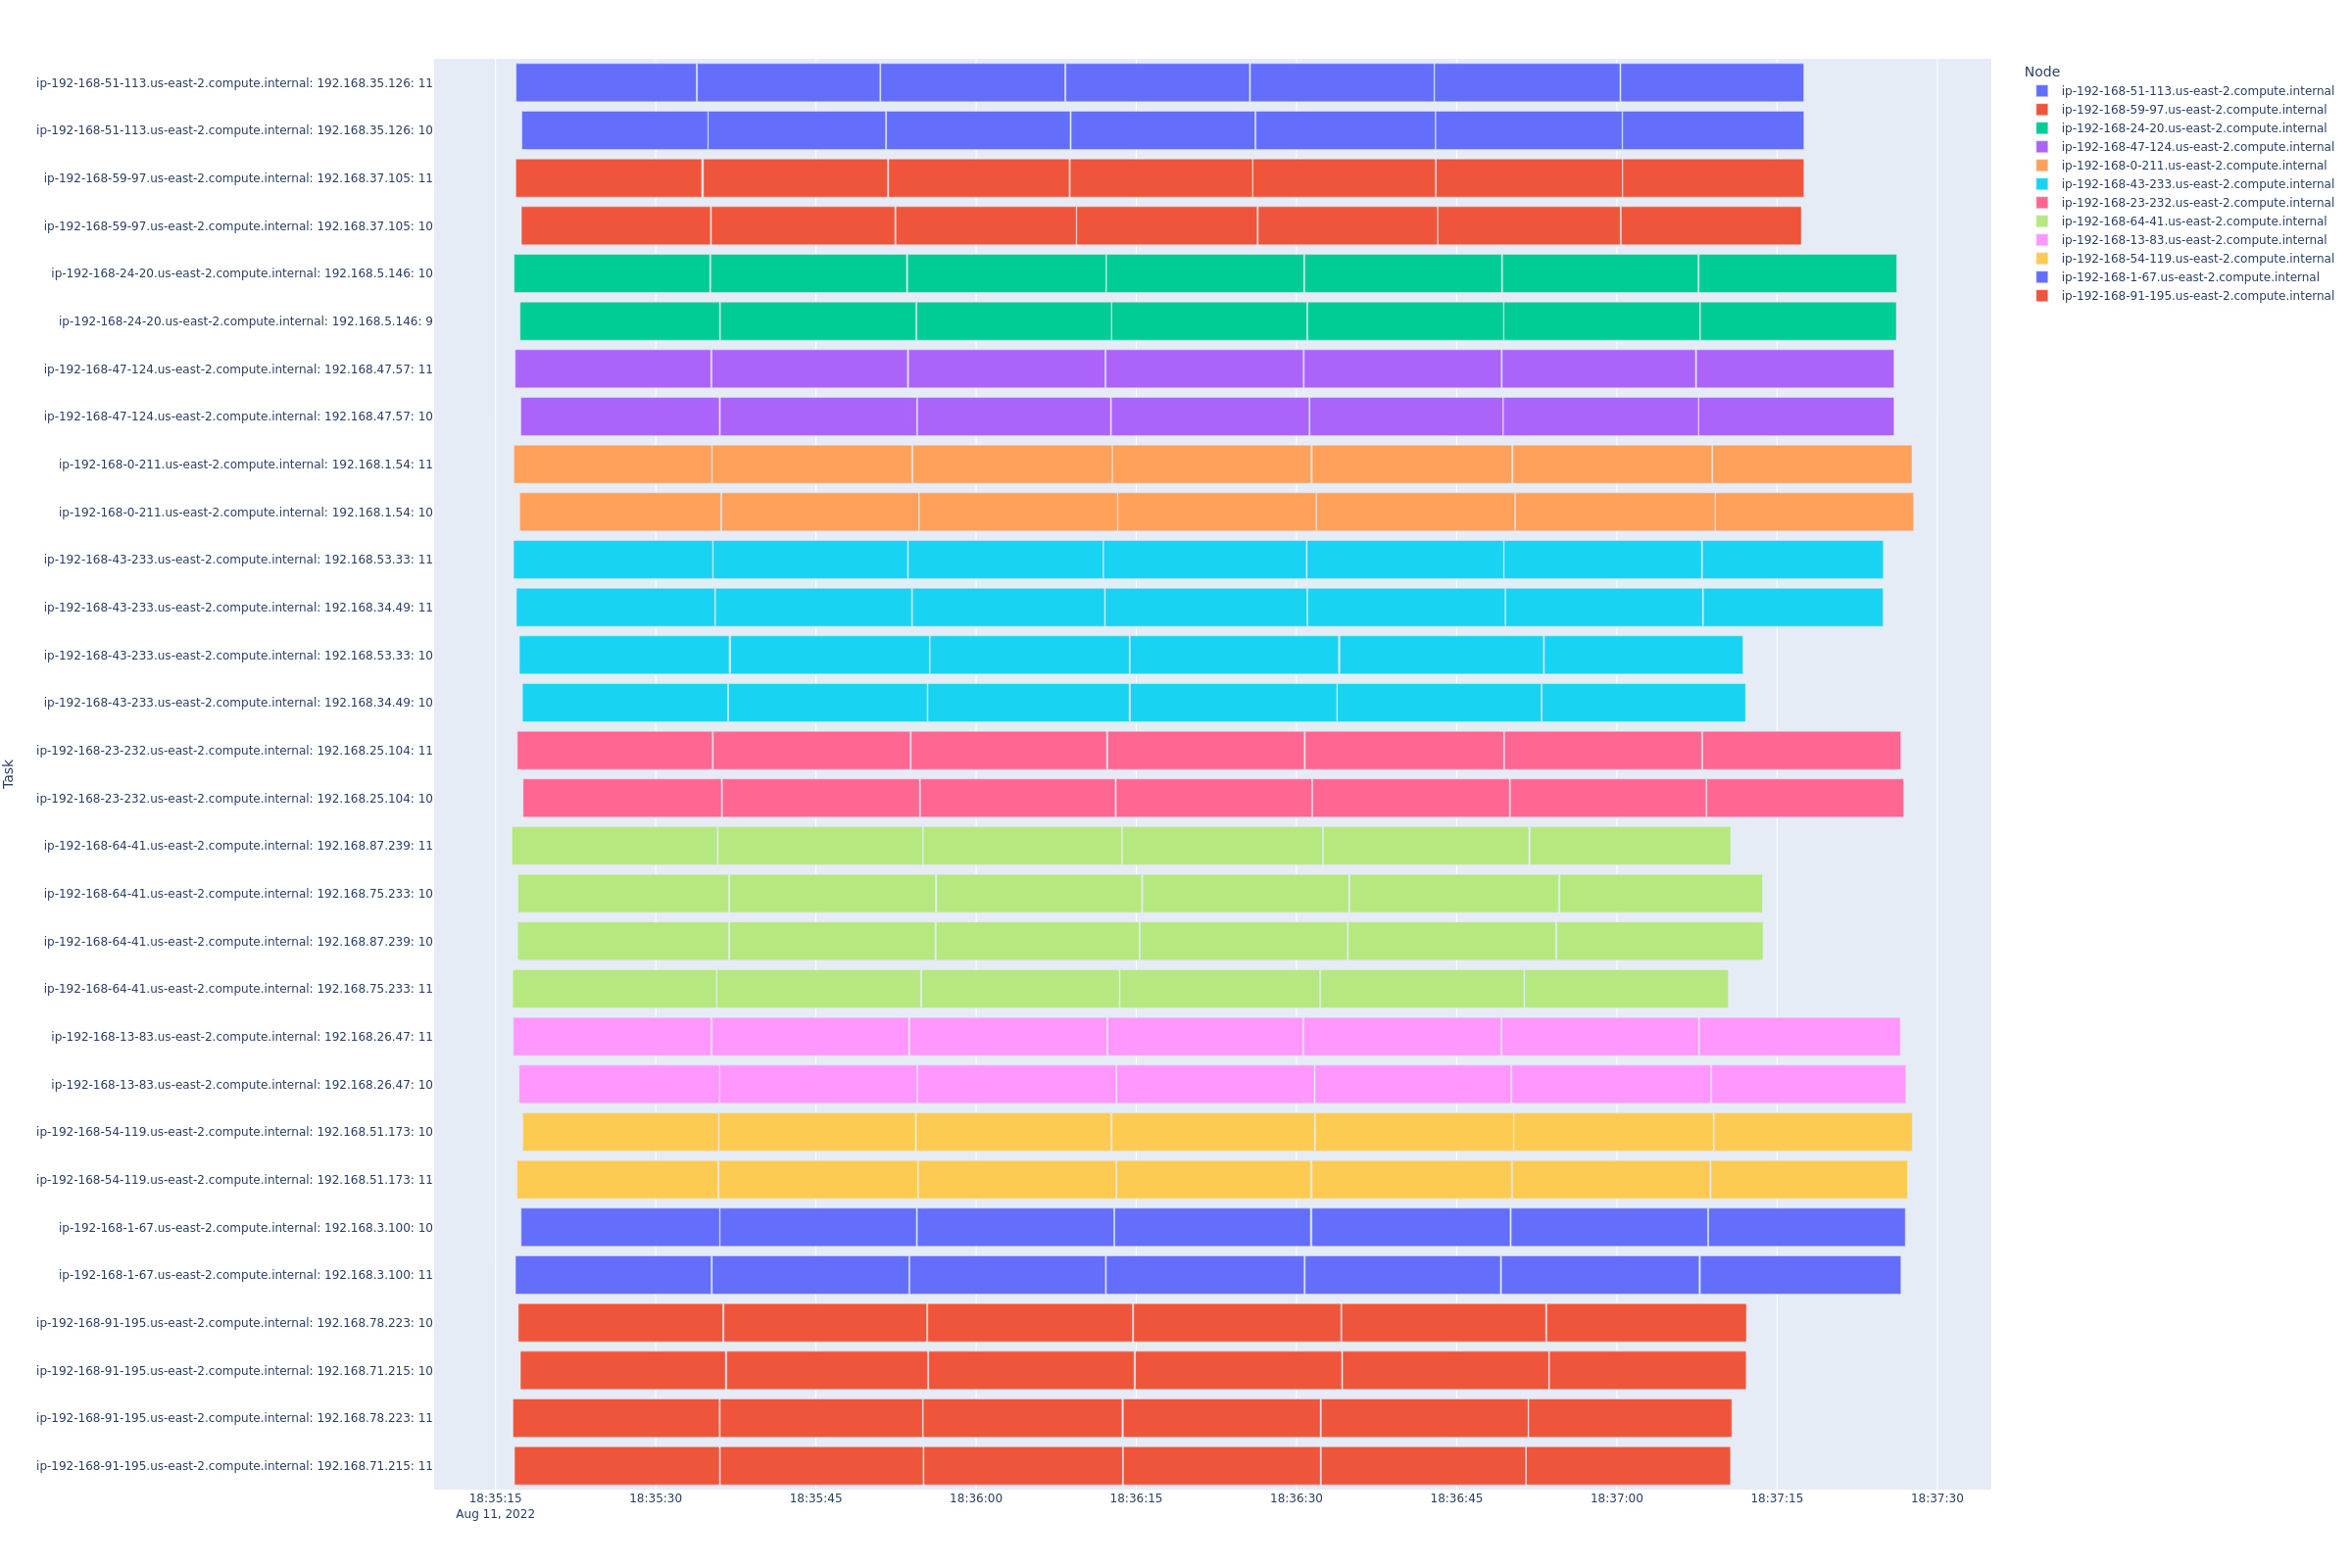 Node
ip-192-168-51-113.us-east-2.compute.internal
ip-192-168-59-97.us-east-2.compute.internal
ip-192-168-24-20.us-east-2.compute.internal
ip-192-168-47-124.us-east-2.compute.internal
ip-192-168-0-211.us-east-2.compute.internal
ip-192-168-43-233.us-east-2.compute.internal
ip-192-168-23-232.us-east-2.compute.internal
ip-192-168-64-41.us-east-2.compute.internal
ip-192-168-13-83.us-east-2.compute.internal
ip-192-168-54-119.us-east-2.compute.internal
ip-192-168-1-67.us-east-2.compute.internal
ip-192-168-91-195.us-east-2.compute.internal
Task
ip-192-168-51-113.us-east-2.compute.internal: 192.168.35.126: 11
ip-192-168-51-113.us-east-2.compute.internal: 192.168.35.126: 10
ip-192-168-59-97.us-east-2.compute.internal: 192.168.37.105: 11
ip-192-168-59-97.us-east-2.compute.internal: 192.168.37.105: 10
ip-192-168-24-20.us-east-2.compute.internal: 192.168.5.146: 10
ip-192-168-24-20.us-east-2.compute.internal: 192.168.5.146: 9
ip-192-168-47-124.us-east-2.compute.internal: 192.168.47.57: 11
ip-192-168-47-124.us-east-2.compute.internal: 192.168.47.57: 10
ip-192-168-0-211.us-east-2.compute.internal: 192.168.1.54: 11
ip-192-168-0-211.us-east-2.compute.internal: 192.168.1.54: 10
ip-192-168-43-233.us-east-2.compute.internal: 192.168.53.33: 11
ip-192-168-43-233.us-east-2.compute.internal: 192.168.34.49: 11
ip-192-168-43-233.us-east-2.compute.internal: 192.168.53.33: 10
ip-192-168-43-233.us-east-2.compute.internal: 192.168.34.49: 10
ip-192-168-23-232.us-east-2.compute.internal: 192.168.25.104: 11
ip-192-168-23-232.us-east-2.compute.internal: 192.168.25.104: 10
ip-192-168-64-41.us-east-2.compute.internal: 192.168.87.239: 11
ip-192-168-64-41.us-east-2.compute.internal: 192.168.75.233: 10
ip-192-168-64-41.us-east-2.compute.internal: 192.168.87.239: 10
ip-192-168-64-41.us-east-2.compute.internal: 192.168.75.233: 11
ip-192-168-13-83.us-east-2.compute.internal: 192.168.26.47: 11
ip-192-168-13-83.us-east-2.compute.internal: 192.168.26.47: 10
ip-192-168-54-119.us-east-2.compute.internal: 192.168.51.173: 10
ip-192-168-54-119.us-east-2.compute.internal: 192.168.51.173: 11
ip-192-168-1-67.us-east-2.compute.internal: 192.168.3.100: 10
ip-192-168-1-67.us-east-2.compute.internal: 192.168.3.100: 11
ip-192-168-91-195.us-east-2.compute.internal: 192.168.78.223: 10
ip-192-168-91-195.us-east-2.compute.internal: 192.168.71.215: 10
ip-192-168-91-195.us-east-2.compute.internal: 192.168.78.223: 11
ip-192-168-91-195.us-east-2.compute.internal: 192.168.71.215: 11
18:35:15 18:35:30 18:35:45 18:36:00 18:36:15 18:36:30 18:36:45 18:37:00 18:37:15 18:37:30
Aug 11, 2022